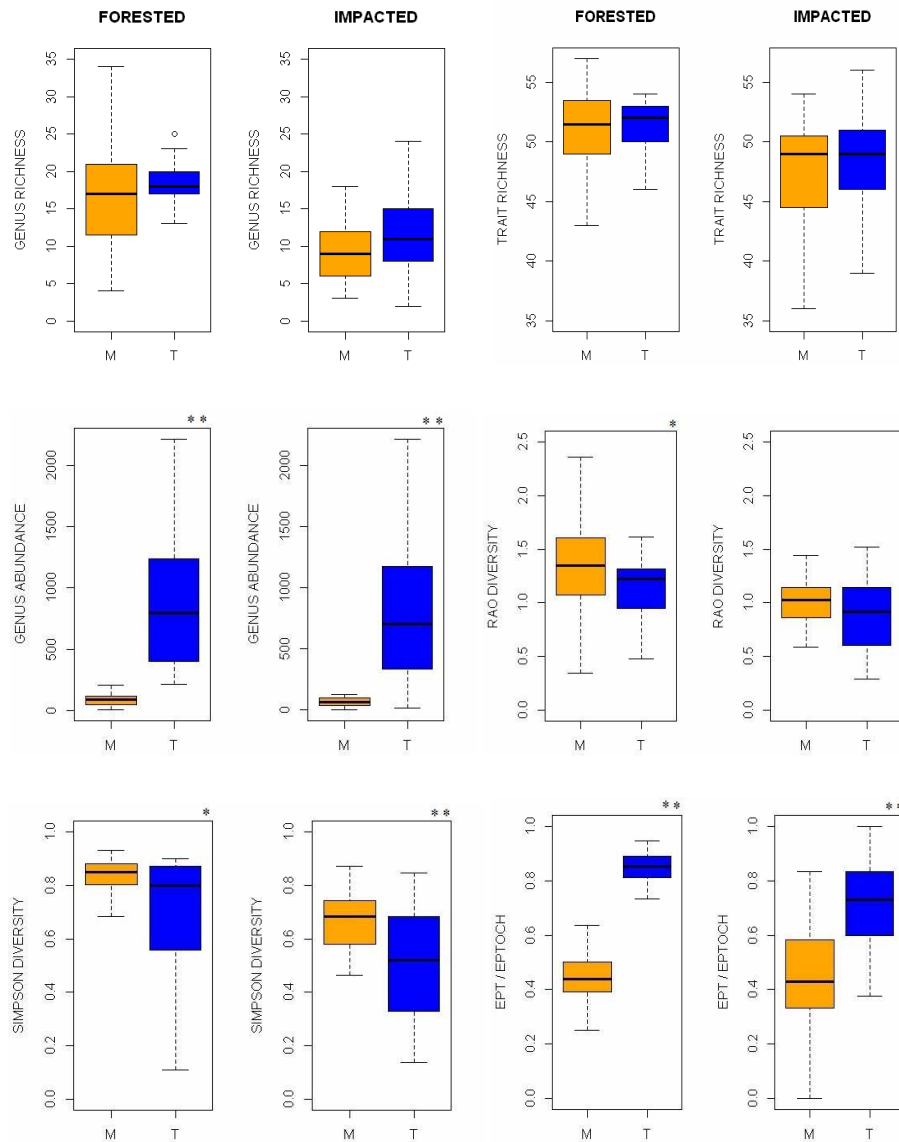 FORESTED IMPACTED FORESTED IMPACTED
GENUS RICHNESS
0 5 10 15 20 25 30 35
M T
GENUS RICHNESS
0 5 10 15 20 25 30 35
M T
TRAIT RICHNESS
35 40 45 50 55
M T
TRAIT RICHNESS
35 40 45 50 55
M T
* *
GENUS ABUNDANCE
0 500 1000 1500 2000
M T
* *
GENUS ABUNDANCE
0 500 1000 1500 2000
M T
*
RAO DIVERSITY
0.0 0.5 1.0 1.5 2.0 2.5
M T
RAO DIVERSITY
0.0 0.5 1.0 1.5 2.0 2.5
M T
*
SIMPSON DIVERSITY
0.0 0.2 0.4 0.6 0.8 1.0
M T
* *
SIMPSON DIVERSITY
0.0 0.2 0.4 0.6 0.8 1.0
M T
* *
EPT / EPTOCH
0.0 0.2 0.4 0.6 0.8 1.0
M T
* *
EPT / EPTOCH
0.0 0.2 0.4 0.6 0.8 1.0
M T